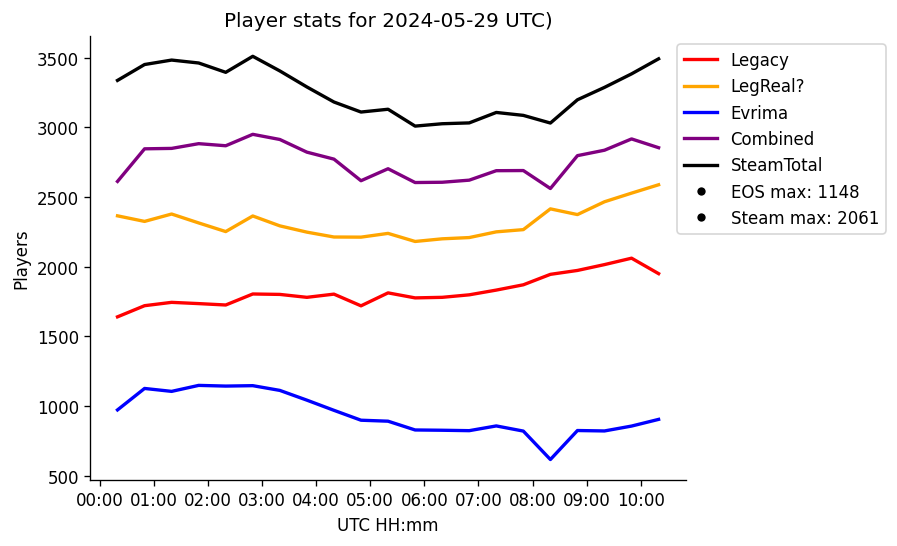 Player stats for 2024-05-29 UTC)
Players
3500
3000
2500
2000
1500
1000
500
00:00 01:00 02:00 03:00 04:00 05:00 06:00 07:00 08:00 09:00 10:00
UTC HH:mm
Legacy
LegReal?
Evrima
Combined
SteamTotal
EOS max: 1148
Steam max: 2061